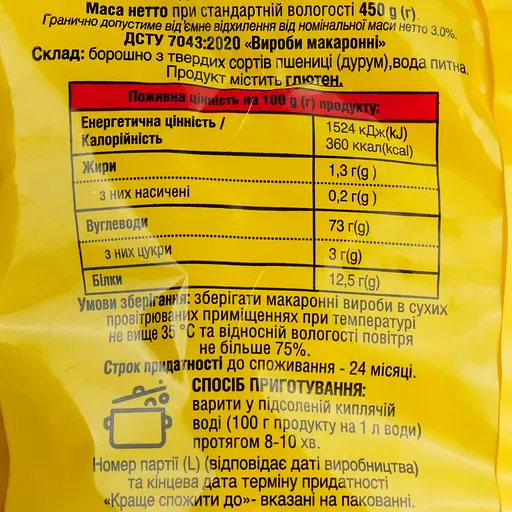 Маса нетто при стандартній вологості 450 g (г).
Гранично допустиме від'ємне відхилення від номінальної маси нетто 3.0%.
ДСТУ 7043:2020 «Вироби макаронні»
Склад: борошно з твердих сортів пшениці (дурум),вода питна.
Продукт містить глютен.
Поживна цінність на 100 g (г) продукту:
Енергетична цінність / 1524 кДж(kJ)
Калорійність 360 ккал(kcal)
Жири 1,3 г(g )
з них насичені 0,2 г(g )
Вуглеводи 73 г(g)
з них цукри 3 г(g)
Білки 12,5 г(g)
Умови зберігання: зберігати макаронні вироби в сухих
провітрюваних приміщеннях при температурі
не вище 35 °С та відносній вологості повітря
не більше 75%.
Строк придатності до споживання - 24 місяці.
СПОСІБ ПРИГОТУВАННЯ:
варити у підсоленій киплячій
воді (100 г продукту на 1 л води)
протягом 8-10 хв.
Номер партії (L) (відповідає даті виробництва)
та кінцева дата терміну придатності
«Краще спожити до»- вказані на пакованні.